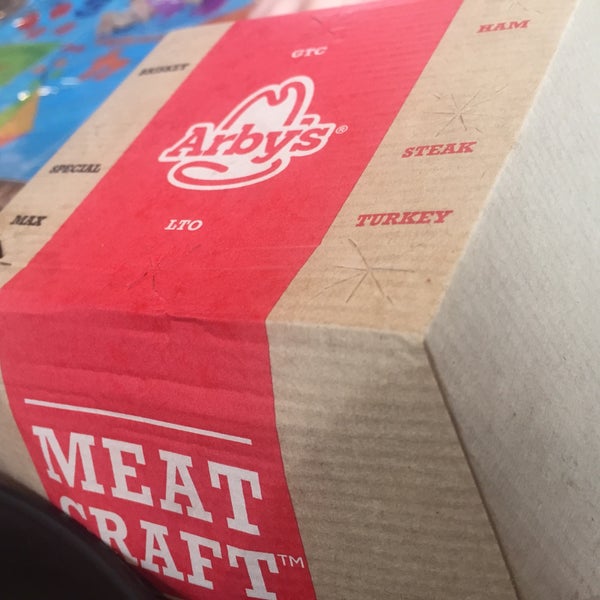 HAM
GTC
BRISKET
Arby's®
STEAK
SPECIAL
MAX
LTO
TURKEY
MEAT
CRAFT™